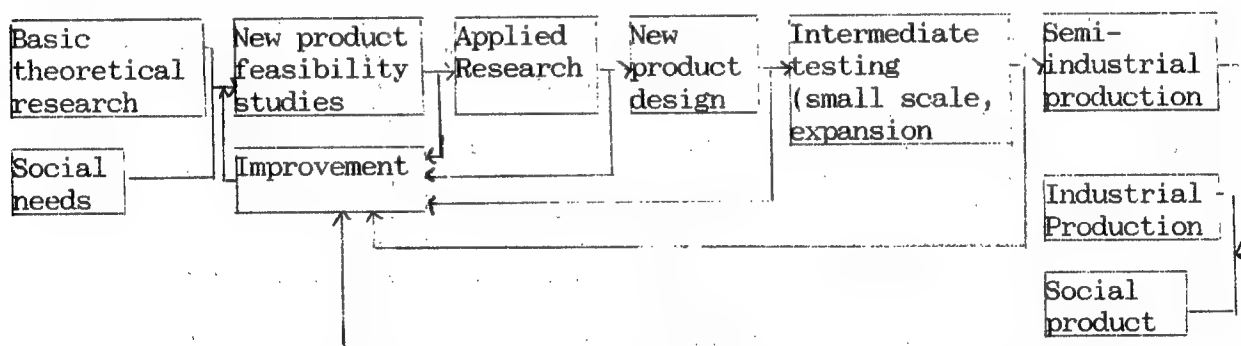 Basic
theoretical
research
New product
feasibility
studies
Applied
Research
New
product
design
Intermediate
testing
(small scale,
expansion
Semi-
industrial
production
Social
needs
Improvement
Industrial
Production
Social
product